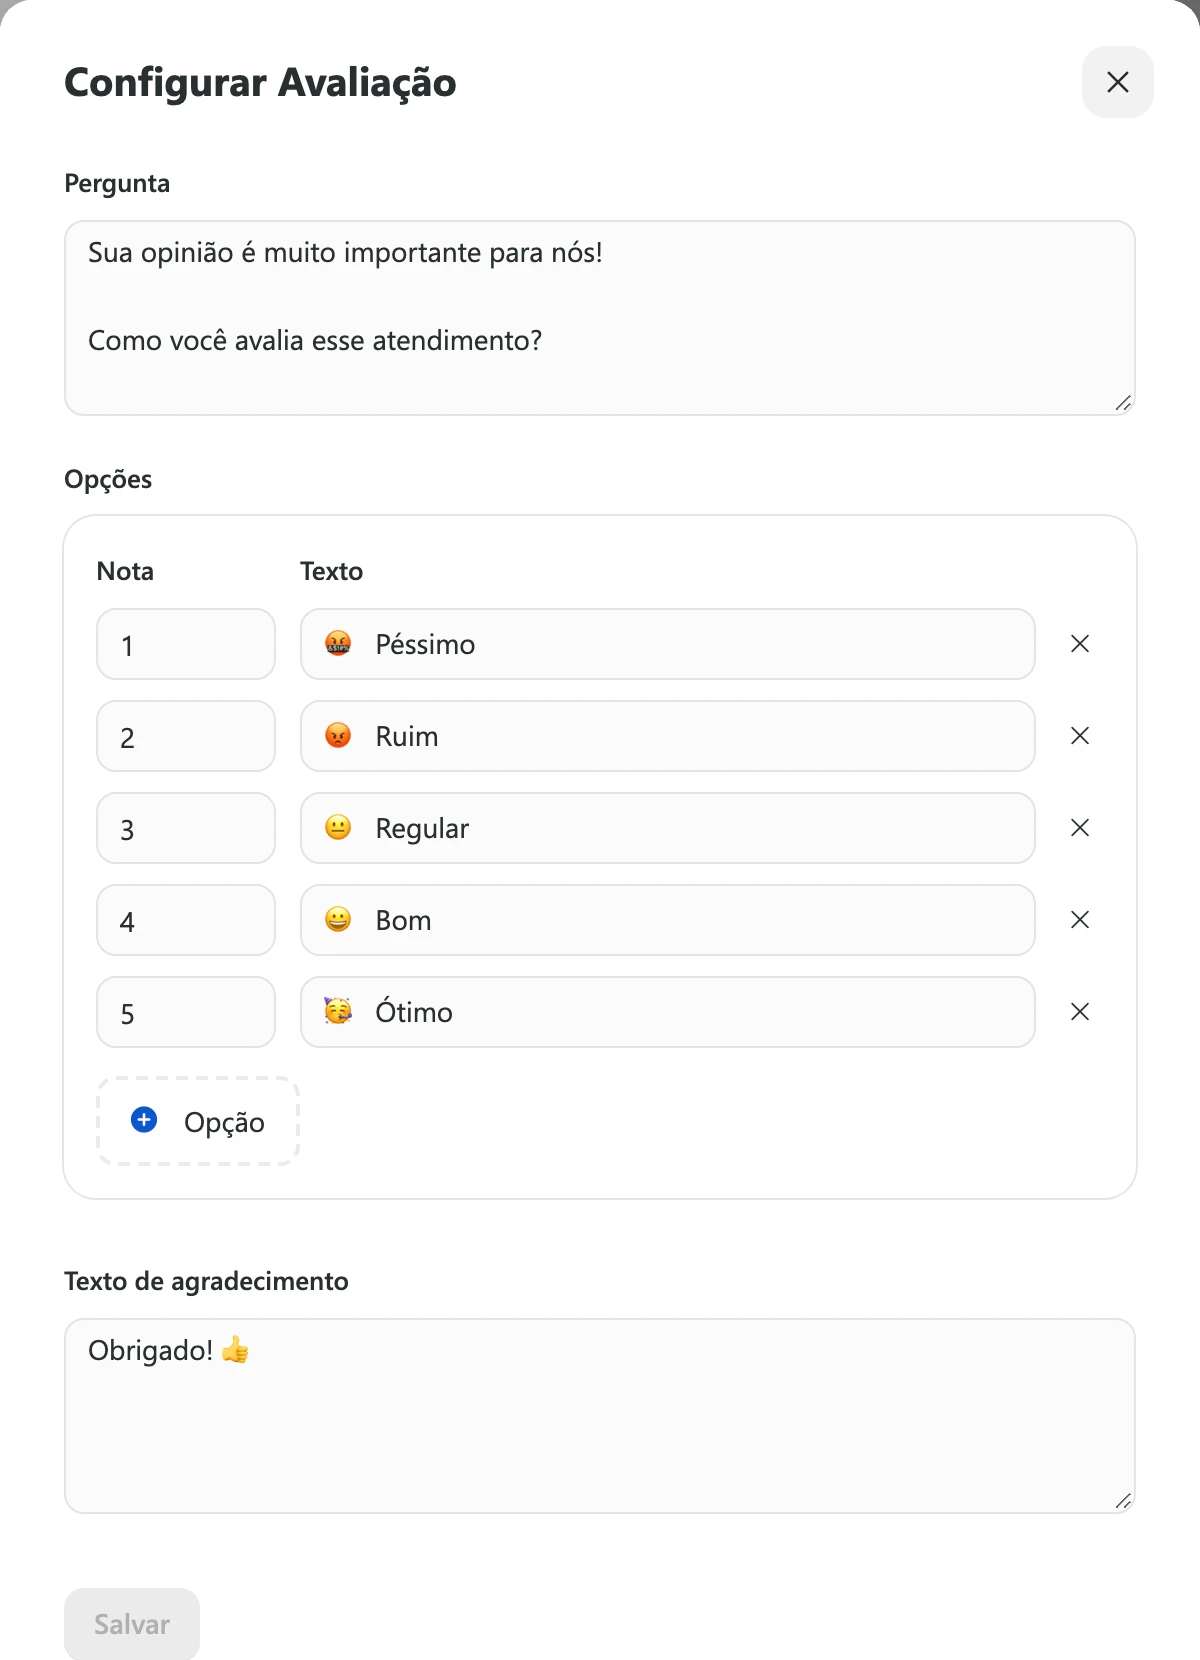 Configurar Avaliação
Pergunta
Sua opinião é muito importante para nós!
Como você avalia esse atendimento?
Opções
Nota Texto
1 🤬 Péssimo
2 😡 Ruim
3 😐 Regular
4 😀 Bom
5 🥳 Ótimo
Opção
Texto de agradecimento
Obrigado! 👍
Salvar